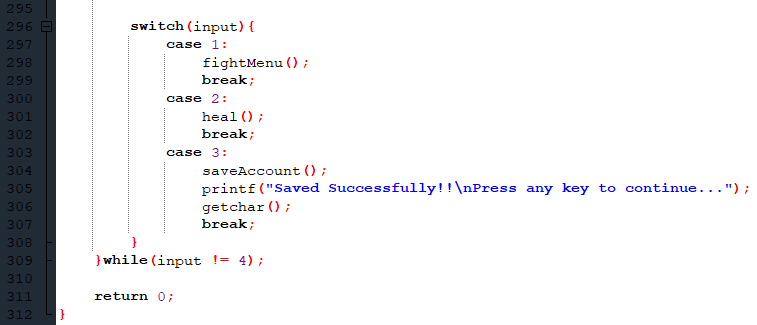 295
296 switch(input){
297 case 1:
298 fightMenu();
299 break;
300 case 2:
301 heal();
302 break;
303 case 3:
304 saveAccount();
305 printf("Saved Successfully!!\nPress any key to continue...");
306 getchar();
307 break;
308 }
309 }while(input != 4);
310
311 return 0;
312 }